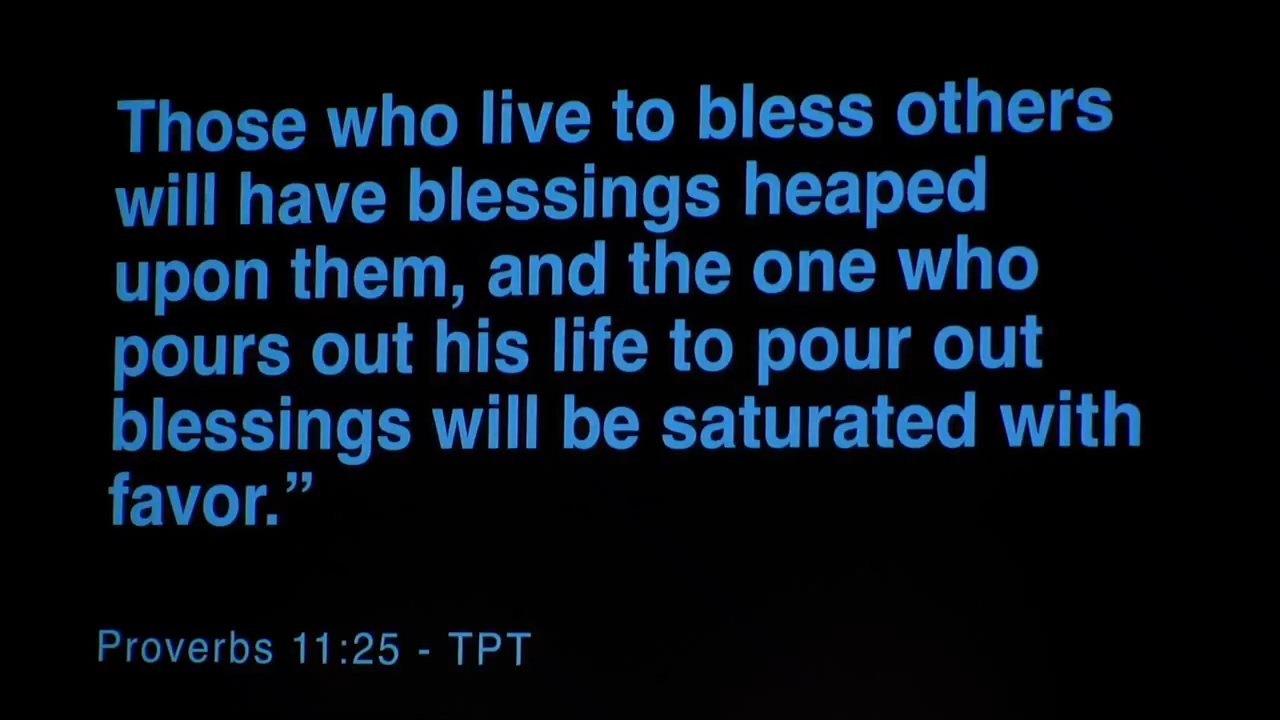 Those who live to bless others
will have blessings heaped
upon them, and the one who
pours out his life to pour out
blessings will be saturated with
favor.”
Proverbs 11:25 - TPT